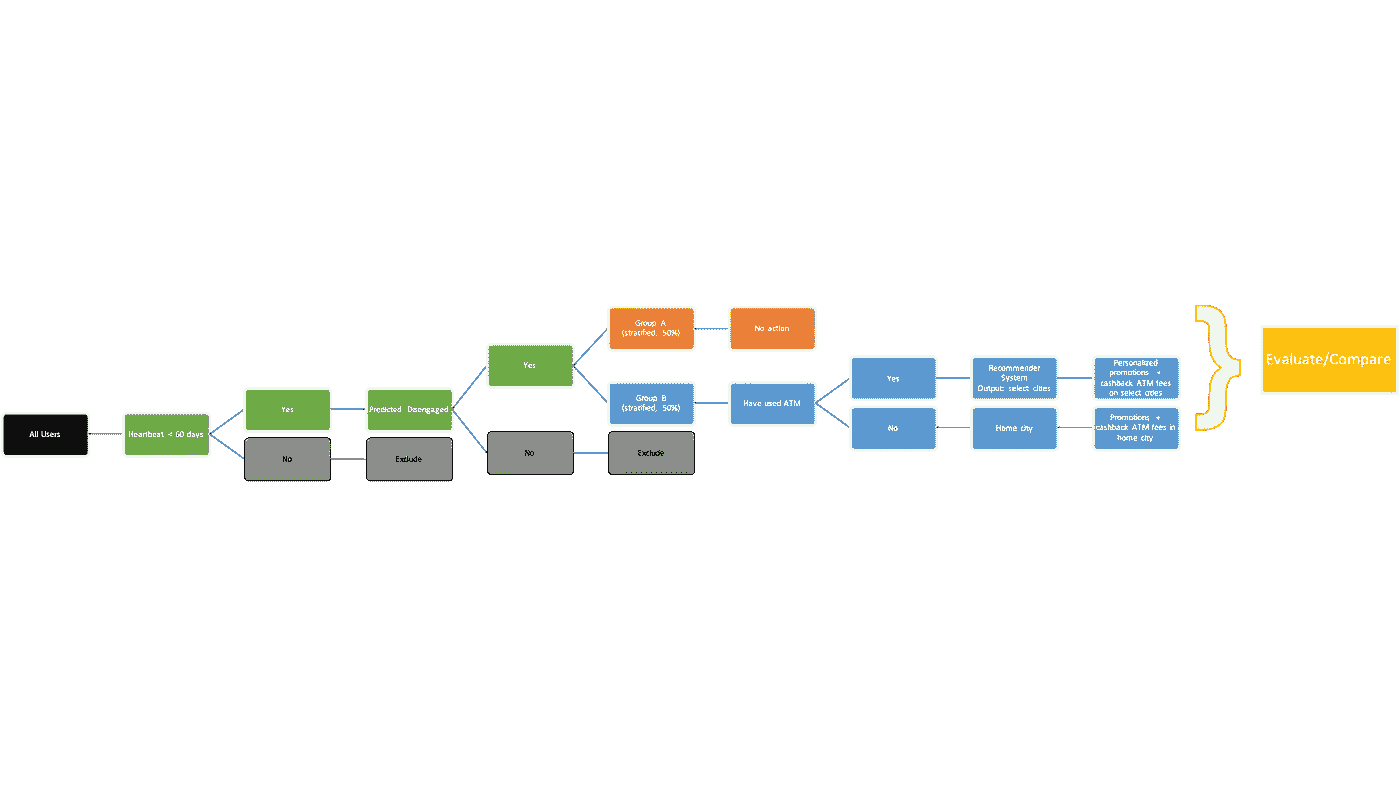 All Users
Heartbeat < 60 days
Yes
No
Predicted Disengaged
Exclude
Yes
No
Group A
(stratified, 50%)
Group B
(stratified, 50%)
Exclude
No action
Have used ATM
Yes
No
Recommender
System
Output: select cities
Home city
Personalized
promotions +
cashback ATM fees
on select cities
Promotions +
cashback ATM fees in
home city
Evaluate/Compare